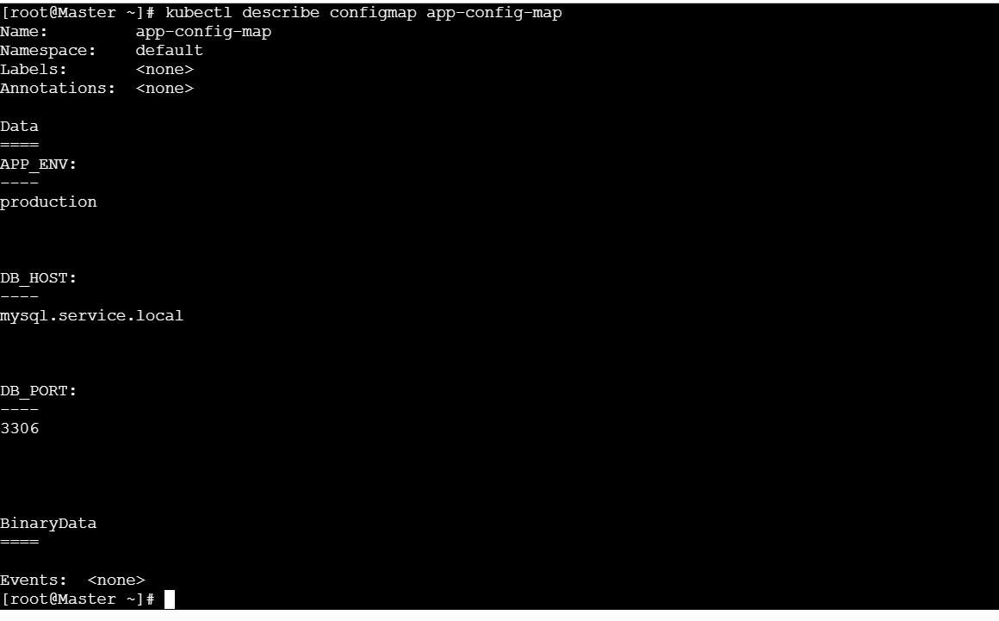 [root@Master ~]# kubectl describe configmap app-config-map
Name:         app-config-map
Namespace:    default
Labels:       <none>
Annotations:  <none>

Data
====
APP_ENV:
----
production

DB_HOST:
----
mysql.service.local

DB_PORT:
----
3306

BinaryData
====

Events:  <none>
[root@Master ~]#